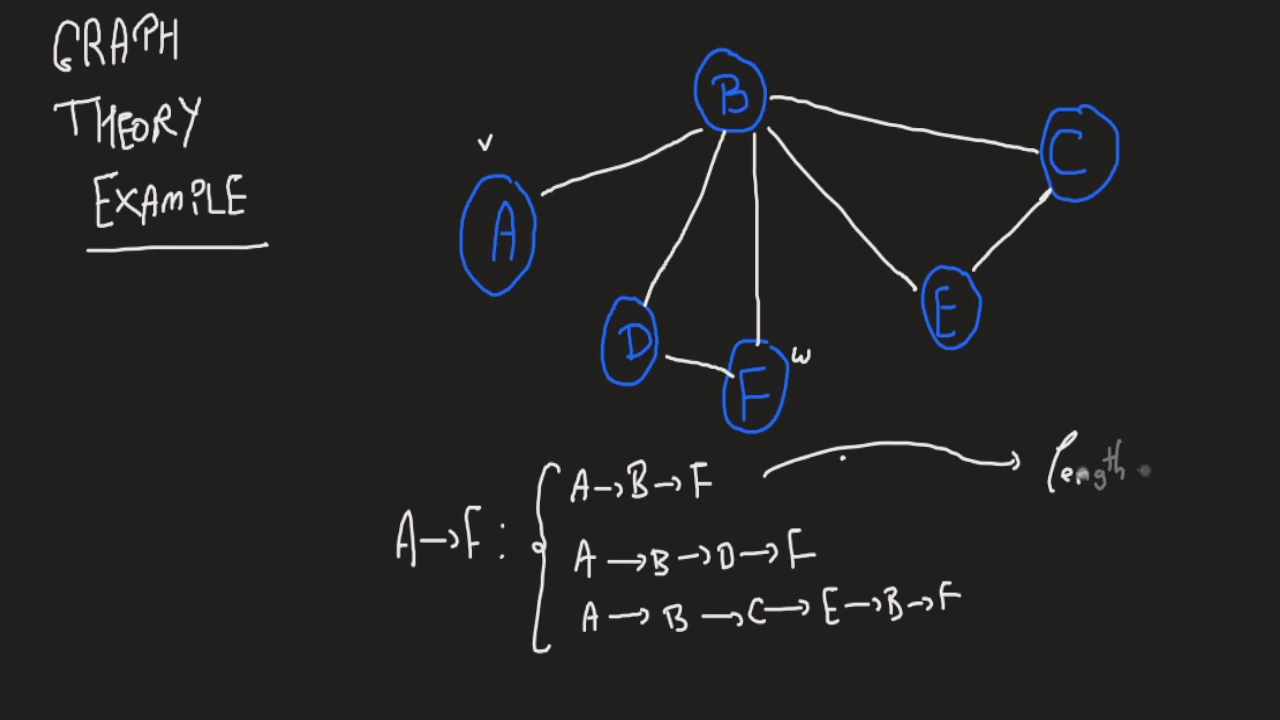 GRAPH
THEORY
EXAMPLE
B
C
v
A
E
D
F
w
A→F:
A→B→F
length
A→B→D→F
A→B→C→E→B→F